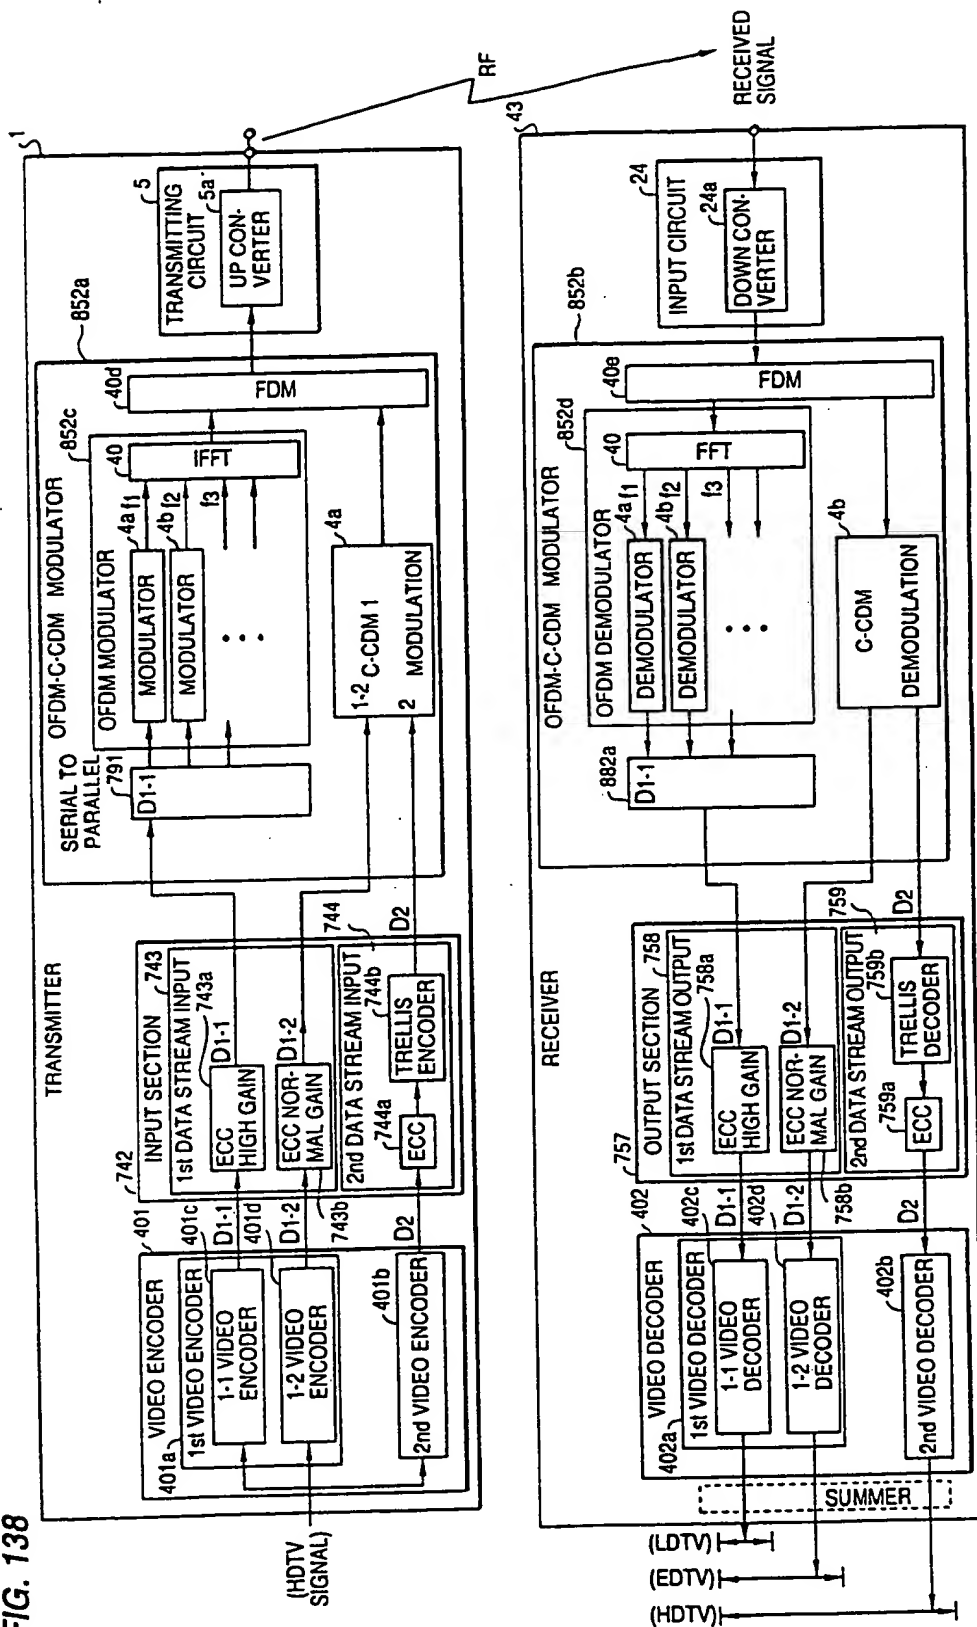 FIG. 138
TRANSMITTER
1
(HDTV
SIGNAL)
VIDEO ENCODER
401
401a
1st VIDEO ENCODER
401c
1-1 VIDEO
ENCODER
401d
1-2 VIDEO
ENCODER
401b
2nd VIDEO ENCODER
D1-1
D1-2
D2
742
INPUT SECTION
743
1st DATA STREAM INPUT
743a
ECC
HIGH GAIN
ECC NOR-
MAL GAIN
743b
D1-1
D1-2
744
2nd DATA STREAM INPUT
744a
ECC
744b
TRELLIS
ENCODER
D2
SERIAL TO
PARALLEL
791
D1-1
OFDM-C-CDM MODULATOR
852a
OFDM MODULATOR
852c
MODULATOR
4a
f1
MODULATOR
4b
f2
f3
40
IFFT
40d
FDM
1-2
2
C-CDM 1
MODULATION
4a
TRANSMITTING
CIRCUIT
5
5a
UP CON-
VERTER
RF
RECEIVED
SIGNAL
RECEIVER
43
INPUT CIRCUIT
24
24a
DOWN CON-
VERTER
OFDM-C-CDM MODULATOR
852b
40e
FDM
OFDM DEMODULATOR
852d
40
FFT
DEMODULATOR
4a
f1
DEMODULATOR
4b
f2
f3
882a
D1-1
C-CDM
DEMODULATION
4b
757
OUTPUT SECTION
758
1st DATA STREAM OUTPUT
758a
ECC
HIGH GAIN
D1-1
ECC NOR-
MAL GAIN
D1-2
758b
759
2nd DATA STREAM OUTPUT
759a
ECC
759b
TRELLIS
DECODER
D2
D1-1
D1-2
D2
VIDEO DECODER
402
402a
1st VIDEO DECODER
402c
1-1 VIDEO
DECODER
402d
1-2 VIDEO
DECODER
402b
2nd VIDEO DECODER
SUMMER
(LDTV)
(EDTV)
(HDTV)